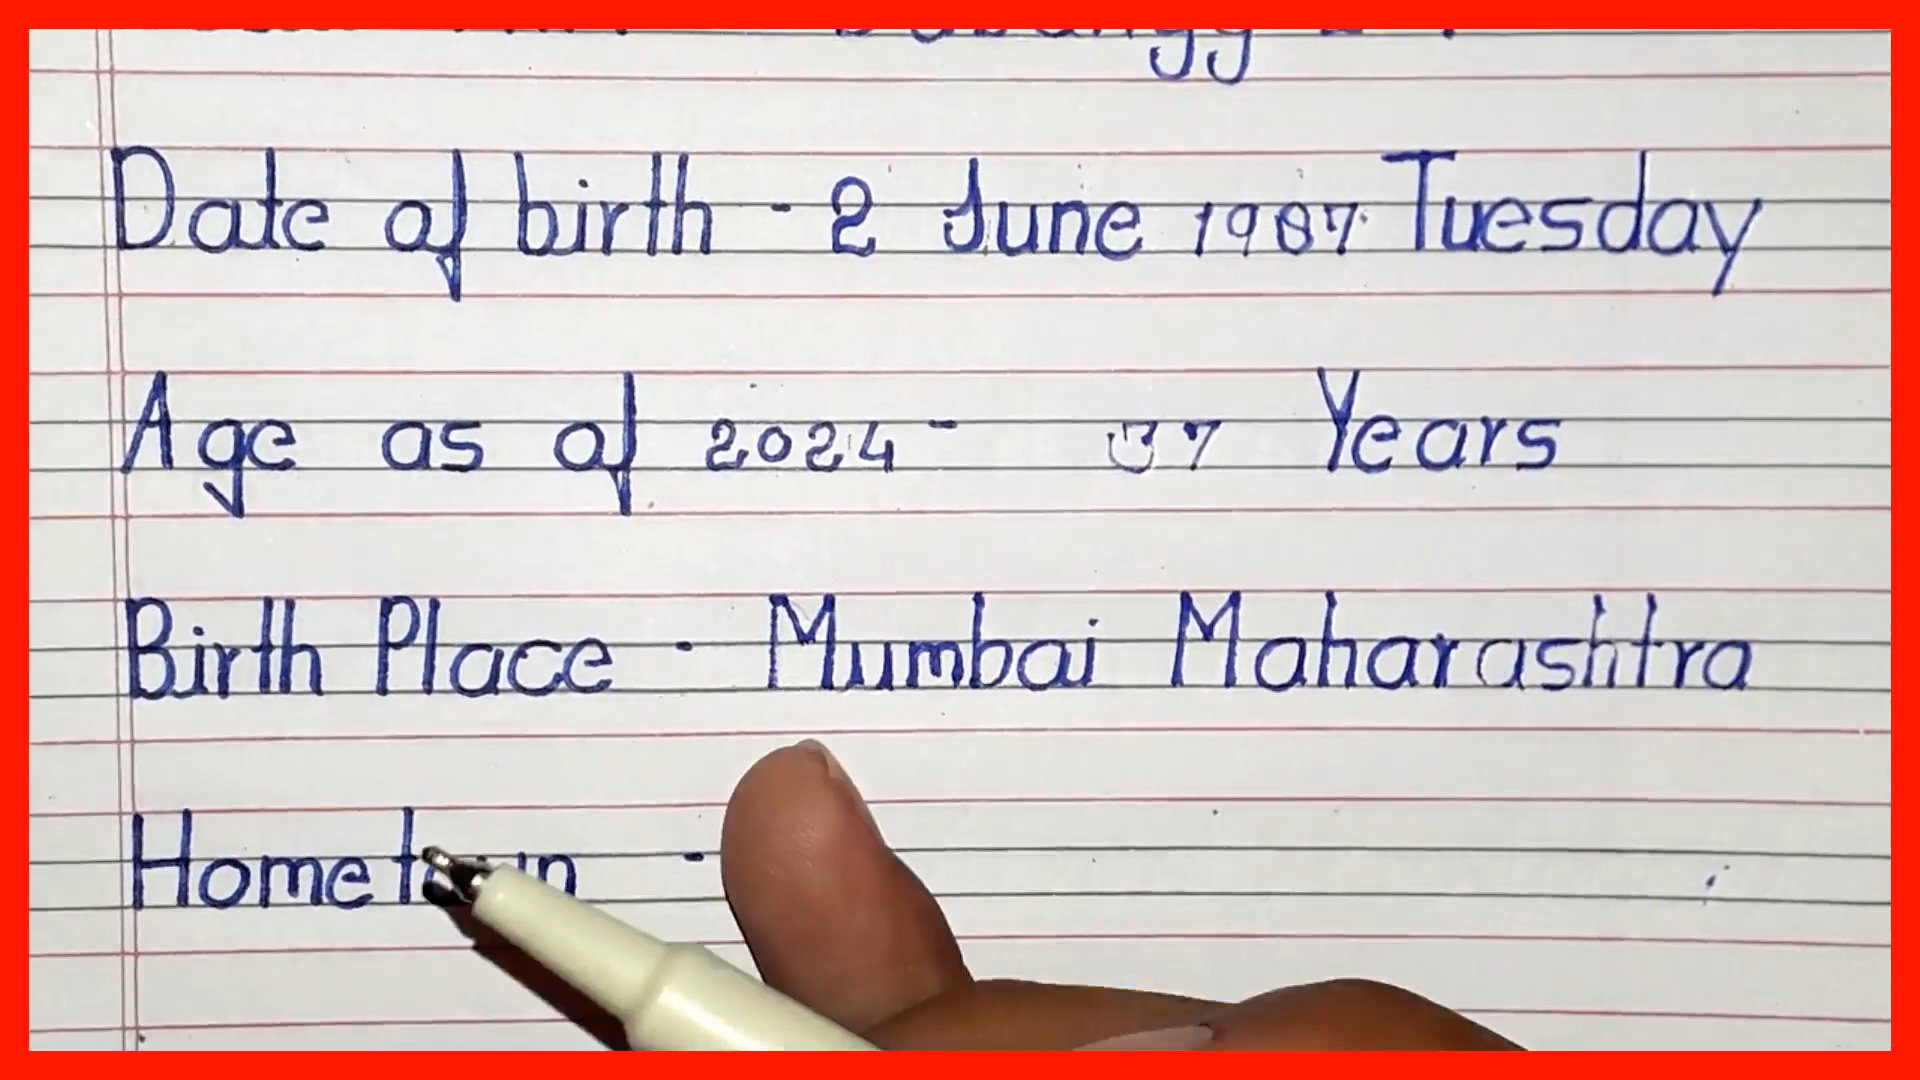 Date of birth - 2 June 1987 Tuesday
Age as of 2024 - 37 Years
Birth Place - Mumbai Maharashtra
Hometown -